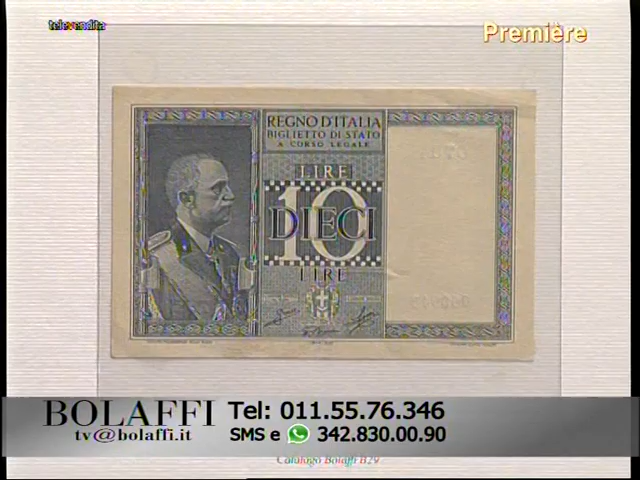 televendita
Première
REGNO D'ITALIA
BIGLIETTO DI STATO
A CORSO LEGALE
LIRE
10
DIECI
LIRE
BOLAFFI
tv@bolaffi.it
Tel: 011.55.76.346
SMS e 342.830.00.90
Catalogo Bolaffi B29